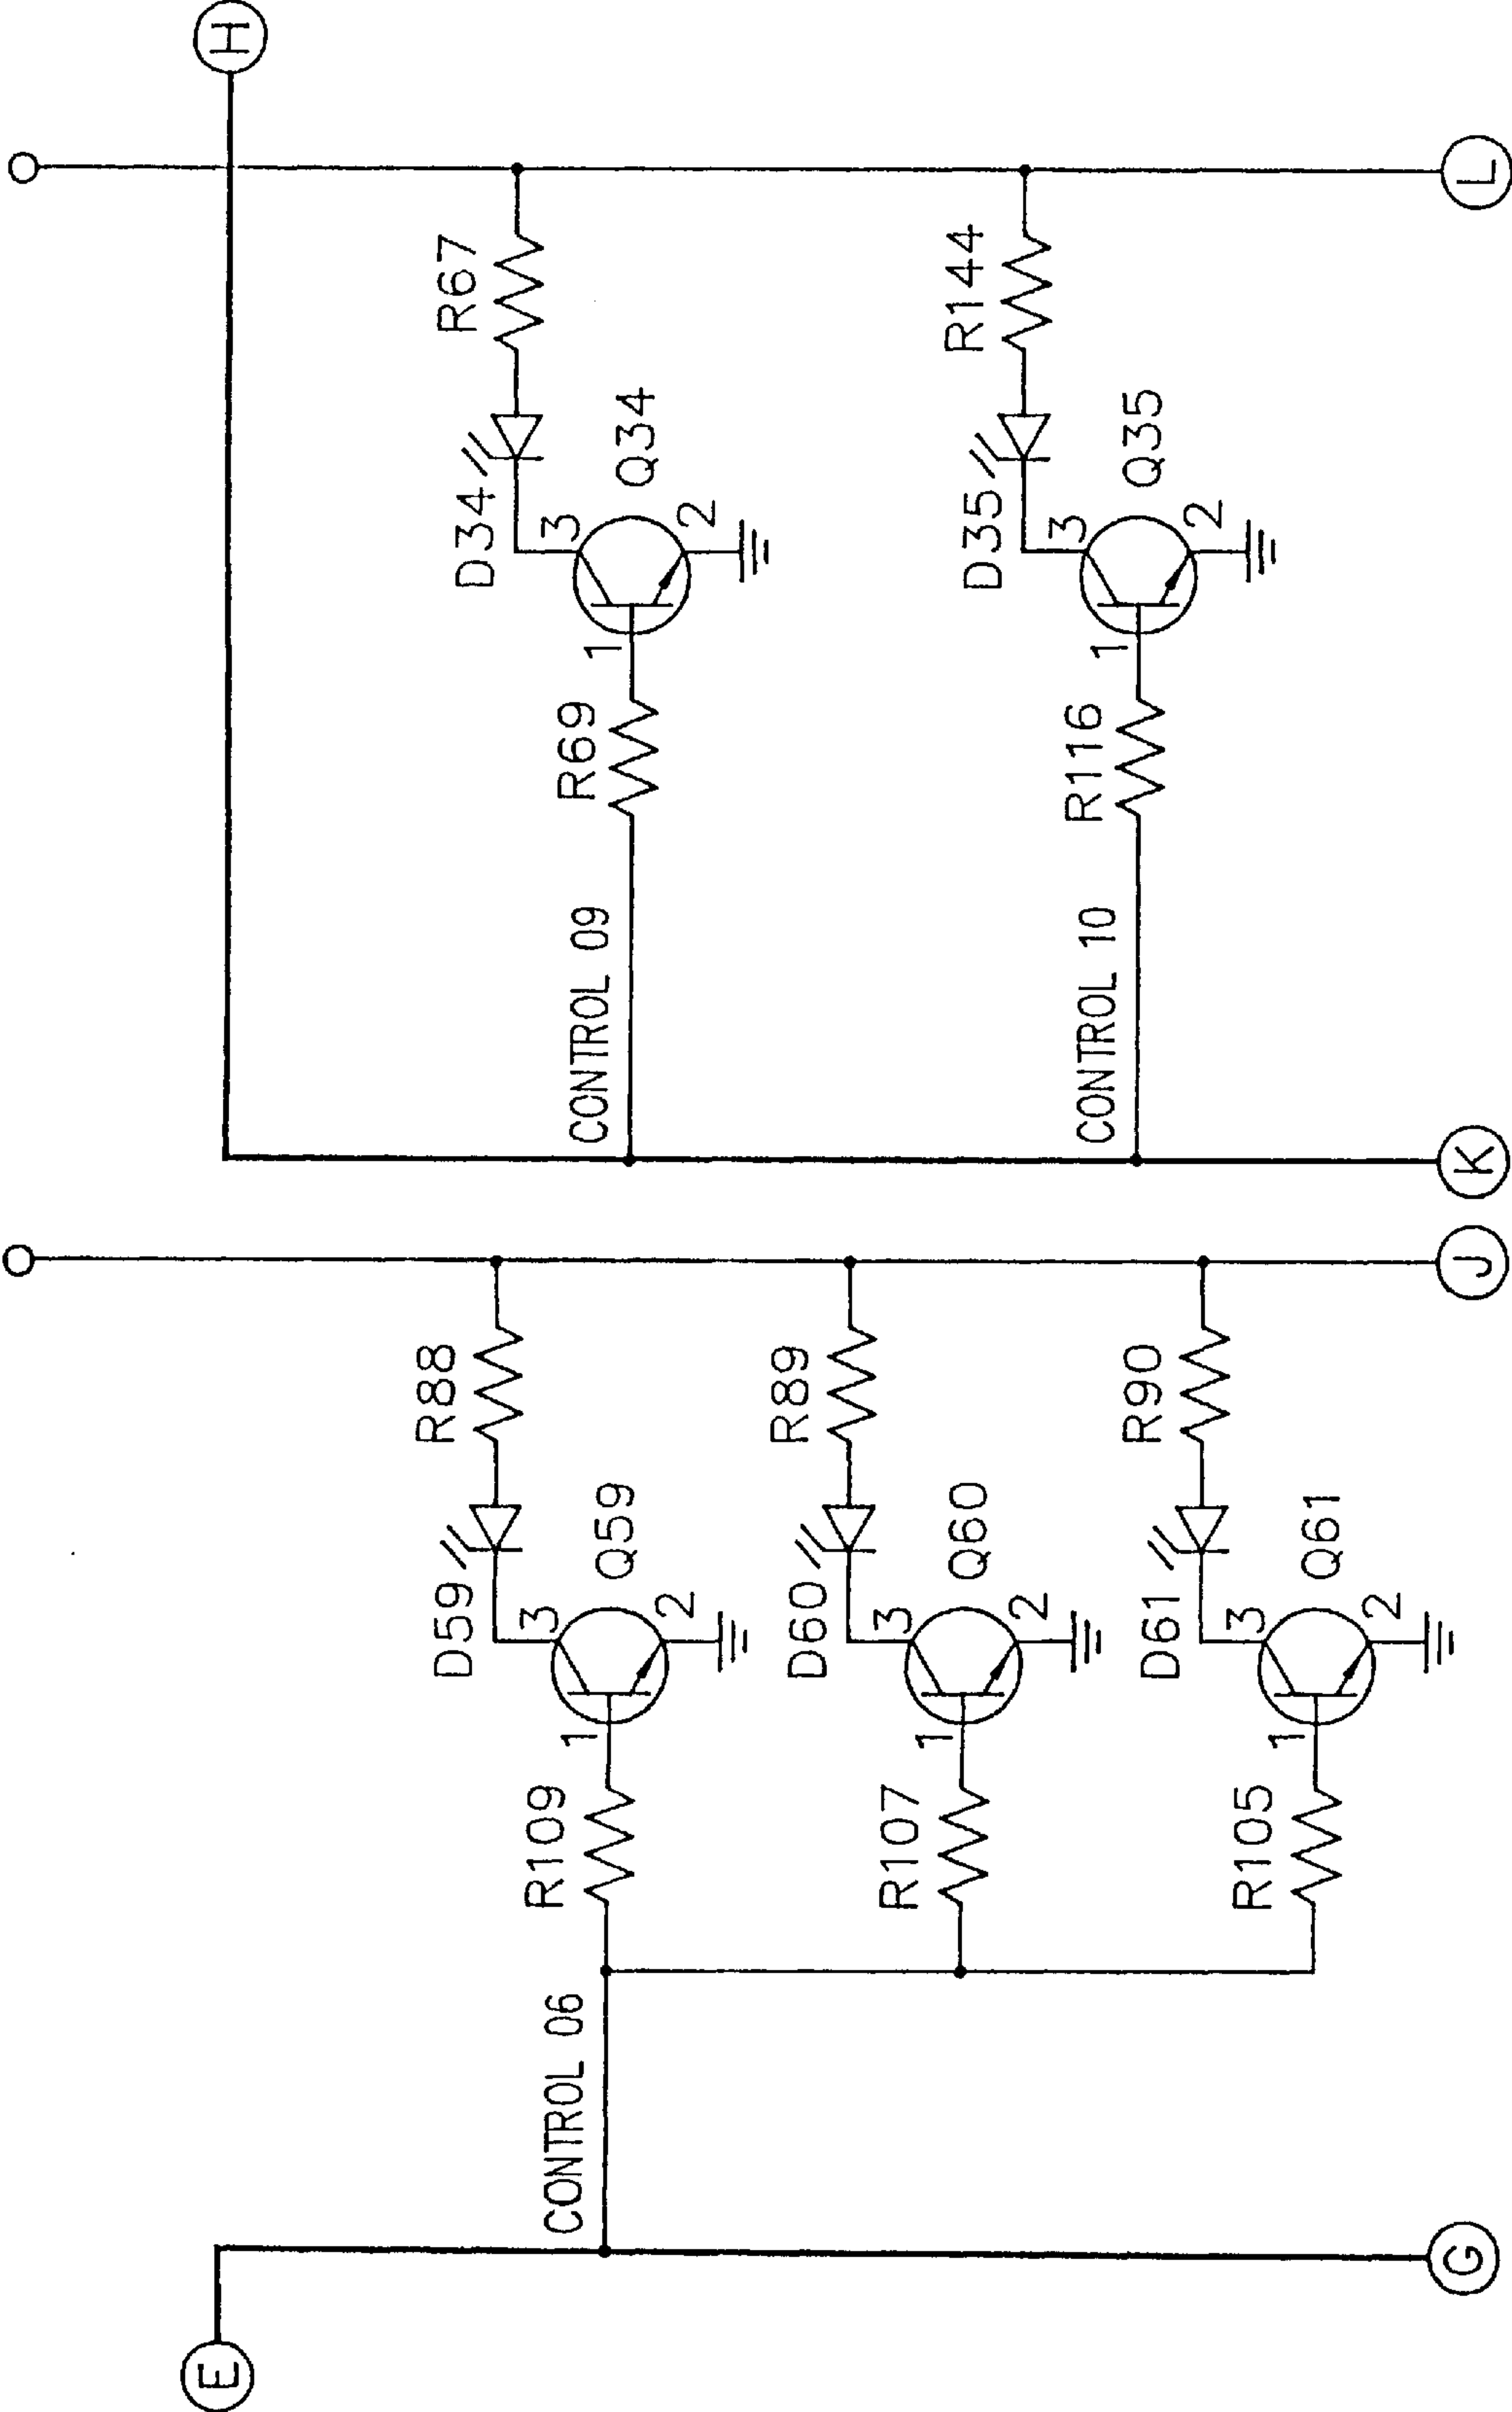 E
CONTROL 06
R109
1
D59
3
Q59
2
R88
R107
1
D60
3
Q60
2
R89
R105
1
D61
3
Q61
2
R90
G
J
H
CONTROL 09
R69
1
D34
3
Q34
2
R67
CONTROL 10
R116
1
D35
3
Q35
2
R144
K
L